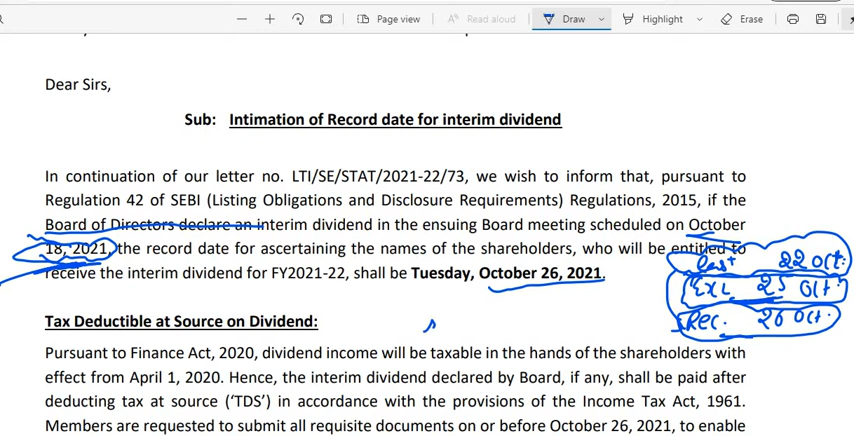 Page view
Read aloud
Draw
Highlight
Erase
Dear Sirs,
Sub: Intimation of Record date for interim dividend
In continuation of our letter no. LTI/SE/STAT/2021-22/73, we wish to inform that, pursuant to
Regulation 42 of SEBI (Listing Obligations and Disclosure Requirements) Regulations, 2015, if the
Board of Directors declare an interim dividend in the ensuing Board meeting scheduled on October
18, 2021, the record date for ascertaining the names of the shareholders, who will be entitled to
receive the interim dividend for FY2021-22, shall be Tuesday, October 26, 2021.
Last 22 Oct.
Ex 25 Oct
Rec. 26 Oct.
Tax Deductible at Source on Dividend:
Pursuant to Finance Act, 2020, dividend income will be taxable in the hands of the shareholders with
effect from April 1, 2020. Hence, the interim dividend declared by Board, if any, shall be paid after
deducting tax at source (‘TDS’) in accordance with the provisions of the Income Tax Act, 1961.
Members are requested to submit all requisite documents on or before October 26, 2021, to enable